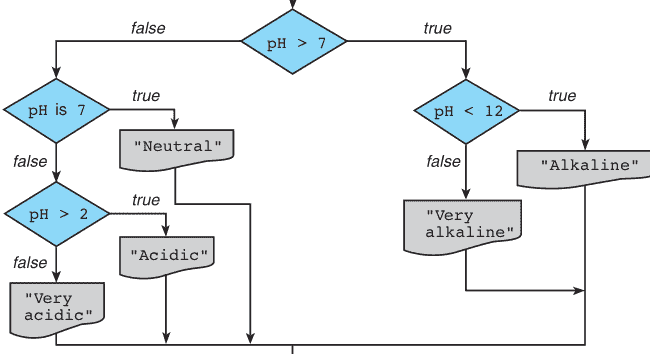 false
pH > 7
true
pH is 7
true
pH < 12
true
"Neutral"
"Alkaline"
false
false
pH > 2
true
"Very
alkaline"
"Acidic"
false
"Very
acidic"